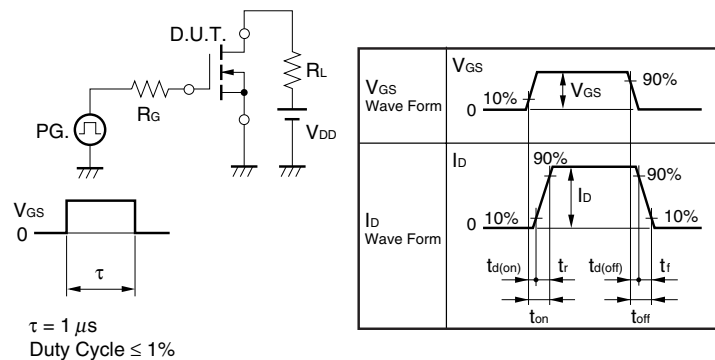 D.U.T.
RL
RG
PG.
VDD
VGS
0
τ
τ = 1 μs
Duty Cycle ≤ 1%
VGS
Wave Form
VGS
10%
0
VGS
90%
ID
Wave Form
ID
90%
90%
ID
0
10%
10%
td(on)
tr
td(off)
tf
ton
toff